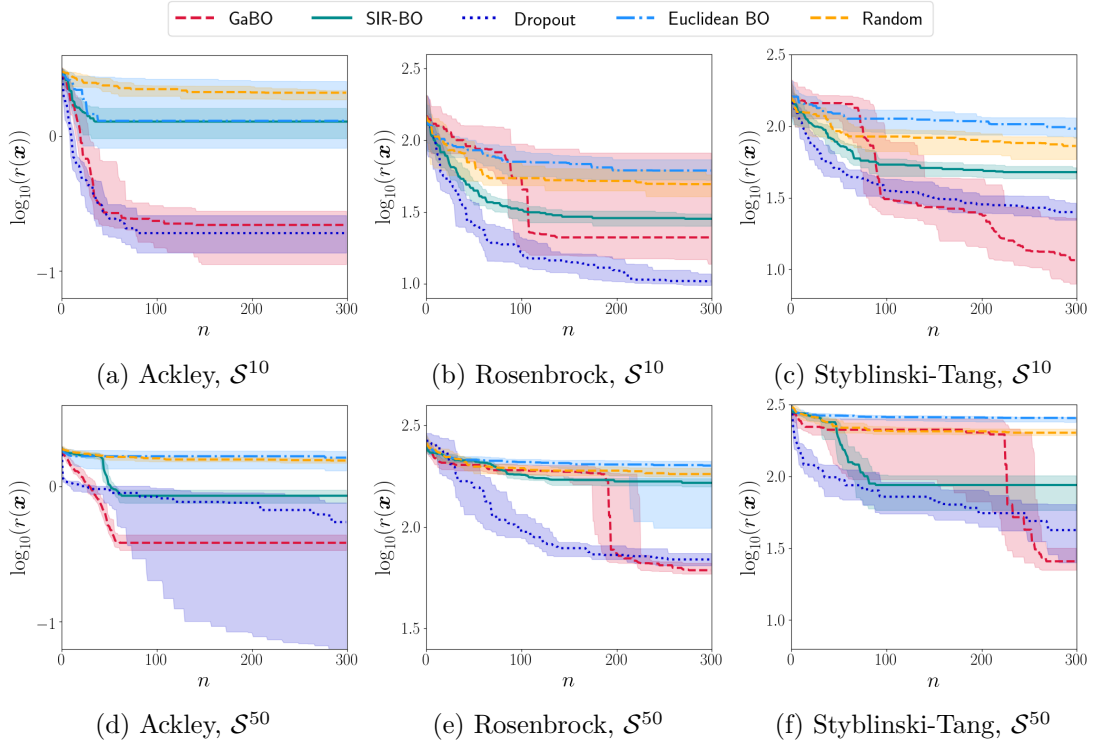 GaBO SIR-BO Dropout Euclidean BO Random
2.5 2.5
0 2.0 2.0
log₁₀(r(𝒙)) log₁₀(r(𝒙)) log₁₀(r(𝒙))
1.5 1.5
−1 1.0 1.0
0 100 200 300 0 100 200 300 0 100 200 300
n n n
(a) Ackley, 𝒮¹⁰ (b) Rosenbrock, 𝒮¹⁰ (c) Styblinski-Tang, 𝒮¹⁰
2.5 2.5
0 2.0
log₁₀(r(𝒙)) log₁₀(r(𝒙)) log₁₀(r(𝒙))
2.0 1.5
−1 1.5 1.0
0 100 200 300 0 100 200 300 0 100 200 300
n n n
(d) Ackley, 𝒮⁵⁰ (e) Rosenbrock, 𝒮⁵⁰ (f) Styblinski-Tang, 𝒮⁵⁰